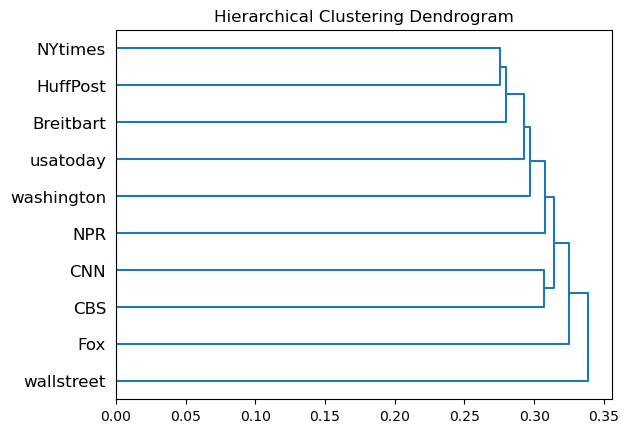 Hierarchical Clustering Dendrogram
NYtimes
HuffPost
Breitbart
usatoday
washington
NPR
CNN
CBS
Fox
wallstreet
0.00 0.05 0.10 0.15 0.20 0.25 0.30 0.35